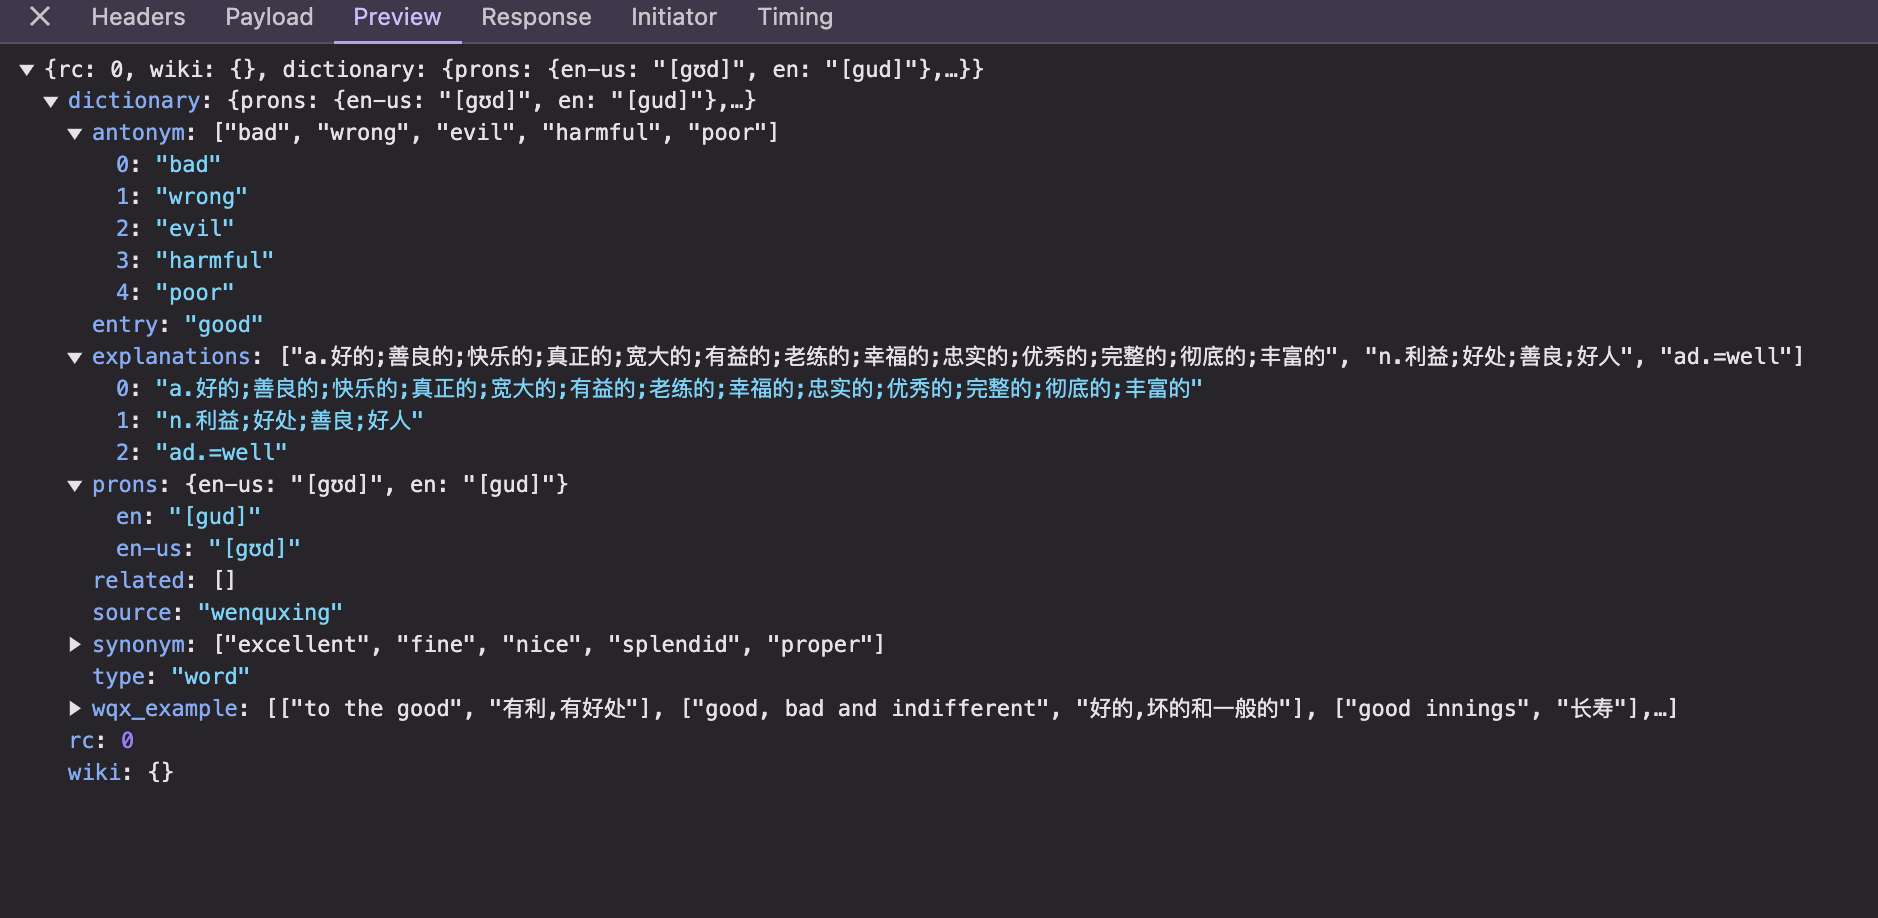 Headers Payload Preview Response Initiator Timing
{rc: 0, wiki: {}, dictionary: {prons: {en-us: "[gʊd]", en: "[gud]"},…}}
dictionary: {prons: {en-us: "[gʊd]", en: "[gud]"},…}
antonym: ["bad", "wrong", "evil", "harmful", "poor"]
0: "bad"
1: "wrong"
2: "evil"
3: "harmful"
4: "poor"
entry: "good"
explanations: ["a.好的;善良的;快乐的;真正的;宽大的;有益的;老练的;幸福的;忠实的;优秀的;完整的;彻底的;丰富的", "n.利益;好处;善良;好人", "ad.=well"]
0: "a.好的;善良的;快乐的;真正的;宽大的;有益的;老练的;幸福的;忠实的;优秀的;完整的;彻底的;丰富的"
1: "n.利益;好处;善良;好人"
2: "ad.=well"
prons: {en-us: "[gʊd]", en: "[gud]"}
en: "[gud]"
en-us: "[gʊd]"
related: []
source: "wenquxing"
synonym: ["excellent", "fine", "nice", "splendid", "proper"]
type: "word"
wqx_example: [["to the good", "有利,有好处"], ["good, bad and indifferent", "好的,坏的和一般的"], ["good innings", "长寿"],…]
rc: 0
wiki: {}